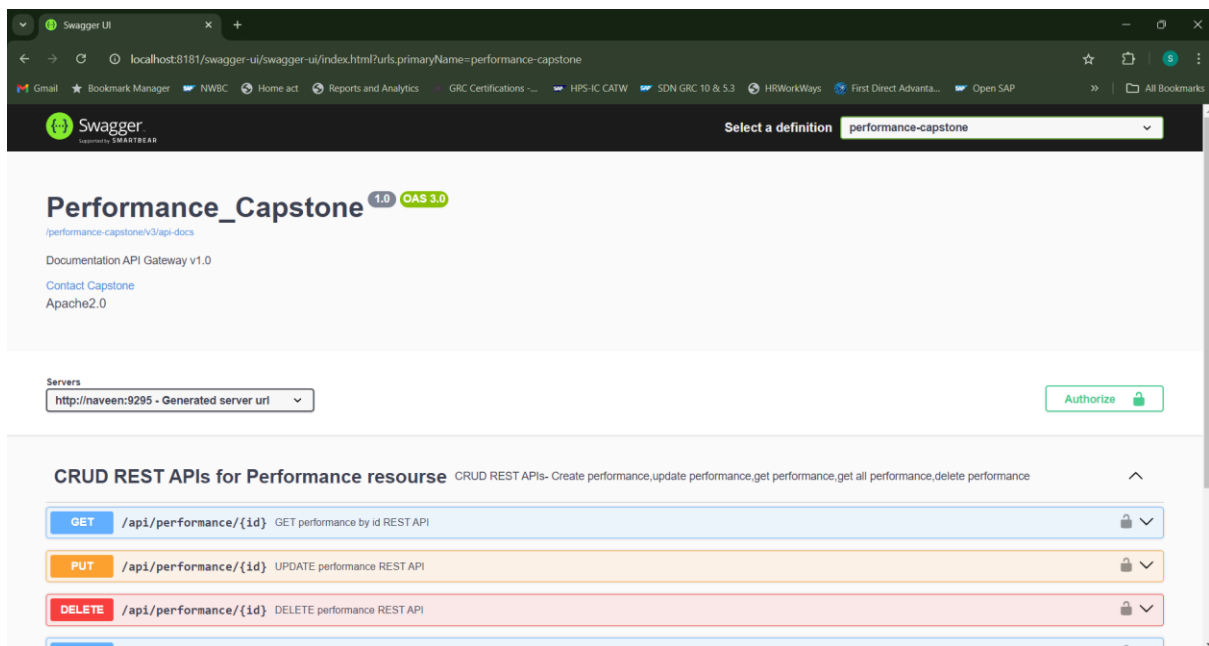 Swagger UI
localhost:8181/swagger-ui/swagger-ui/index.html?urls.primaryName=performance-capstone
S
Gmail Bookmark Manager NWBC Home act Reports and Analytics GRC Certifications -... HPS-IC CATW SDN GRC 10 & 5.3 HRWorkWays First Direct Advanta... Open SAP » All Bookmarks
Swagger.
Supported by SMARTBEAR
Select a definition performance-capstone
Performance_Capstone 1.0 OAS 3.0
/performance-capstone/v3/api-docs
Documentation API Gateway v1.0
Contact Capstone
Apache2.0
Servers
http://naveen:9295 - Generated server url
Authorize
CRUD REST APIs for Performance resourse CRUD REST APIs- Create performance,update performance,get performance,get all performance,delete performance
GET /api/performance/{id} GET performance by id REST API
PUT /api/performance/{id} UPDATE performance REST API
DELETE /api/performance/{id} DELETE performance REST API